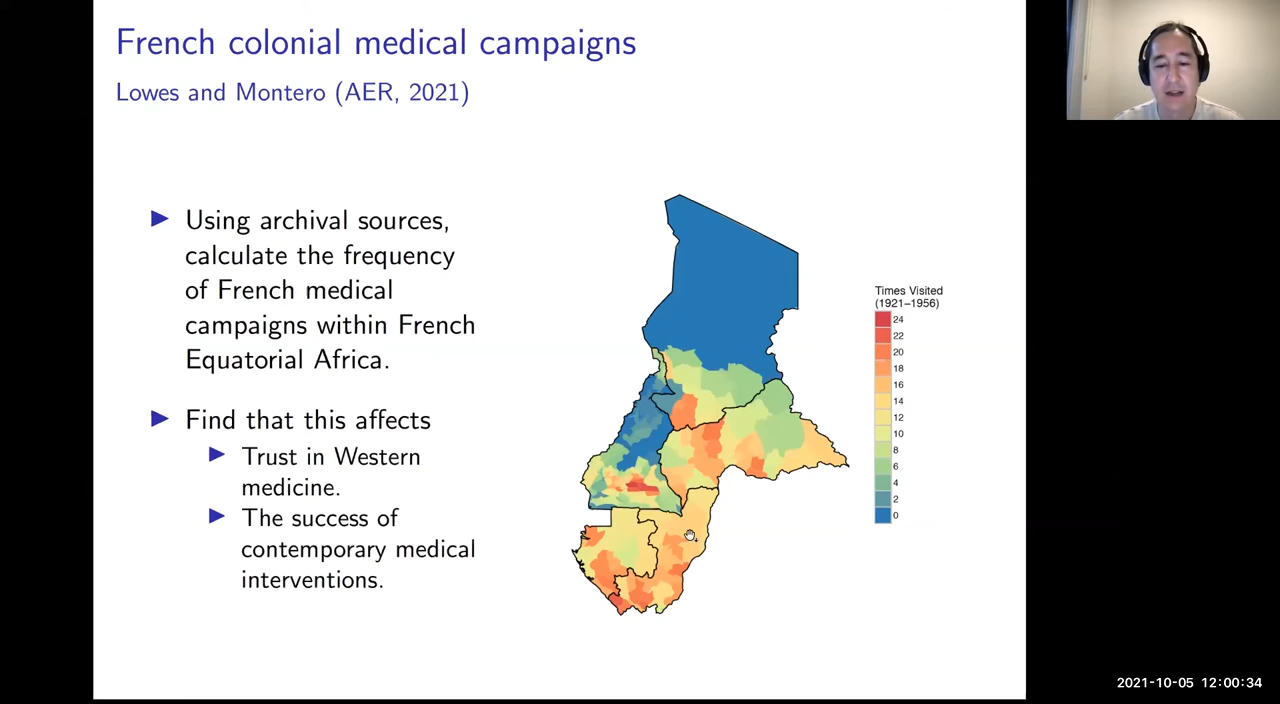 French colonial medical campaigns
Lowes and Montero (AER, 2021)
Using archival sources,
calculate the frequency
of French medical
campaigns within French
Equatorial Africa.
Find that this affects
Trust in Western
medicine.
The success of
contemporary medical
interventions.
Times Visited
(1921−1956)
24
22
20
18
16
14
12
10
8
6
4
2
0
2021-10-05 12:00:34